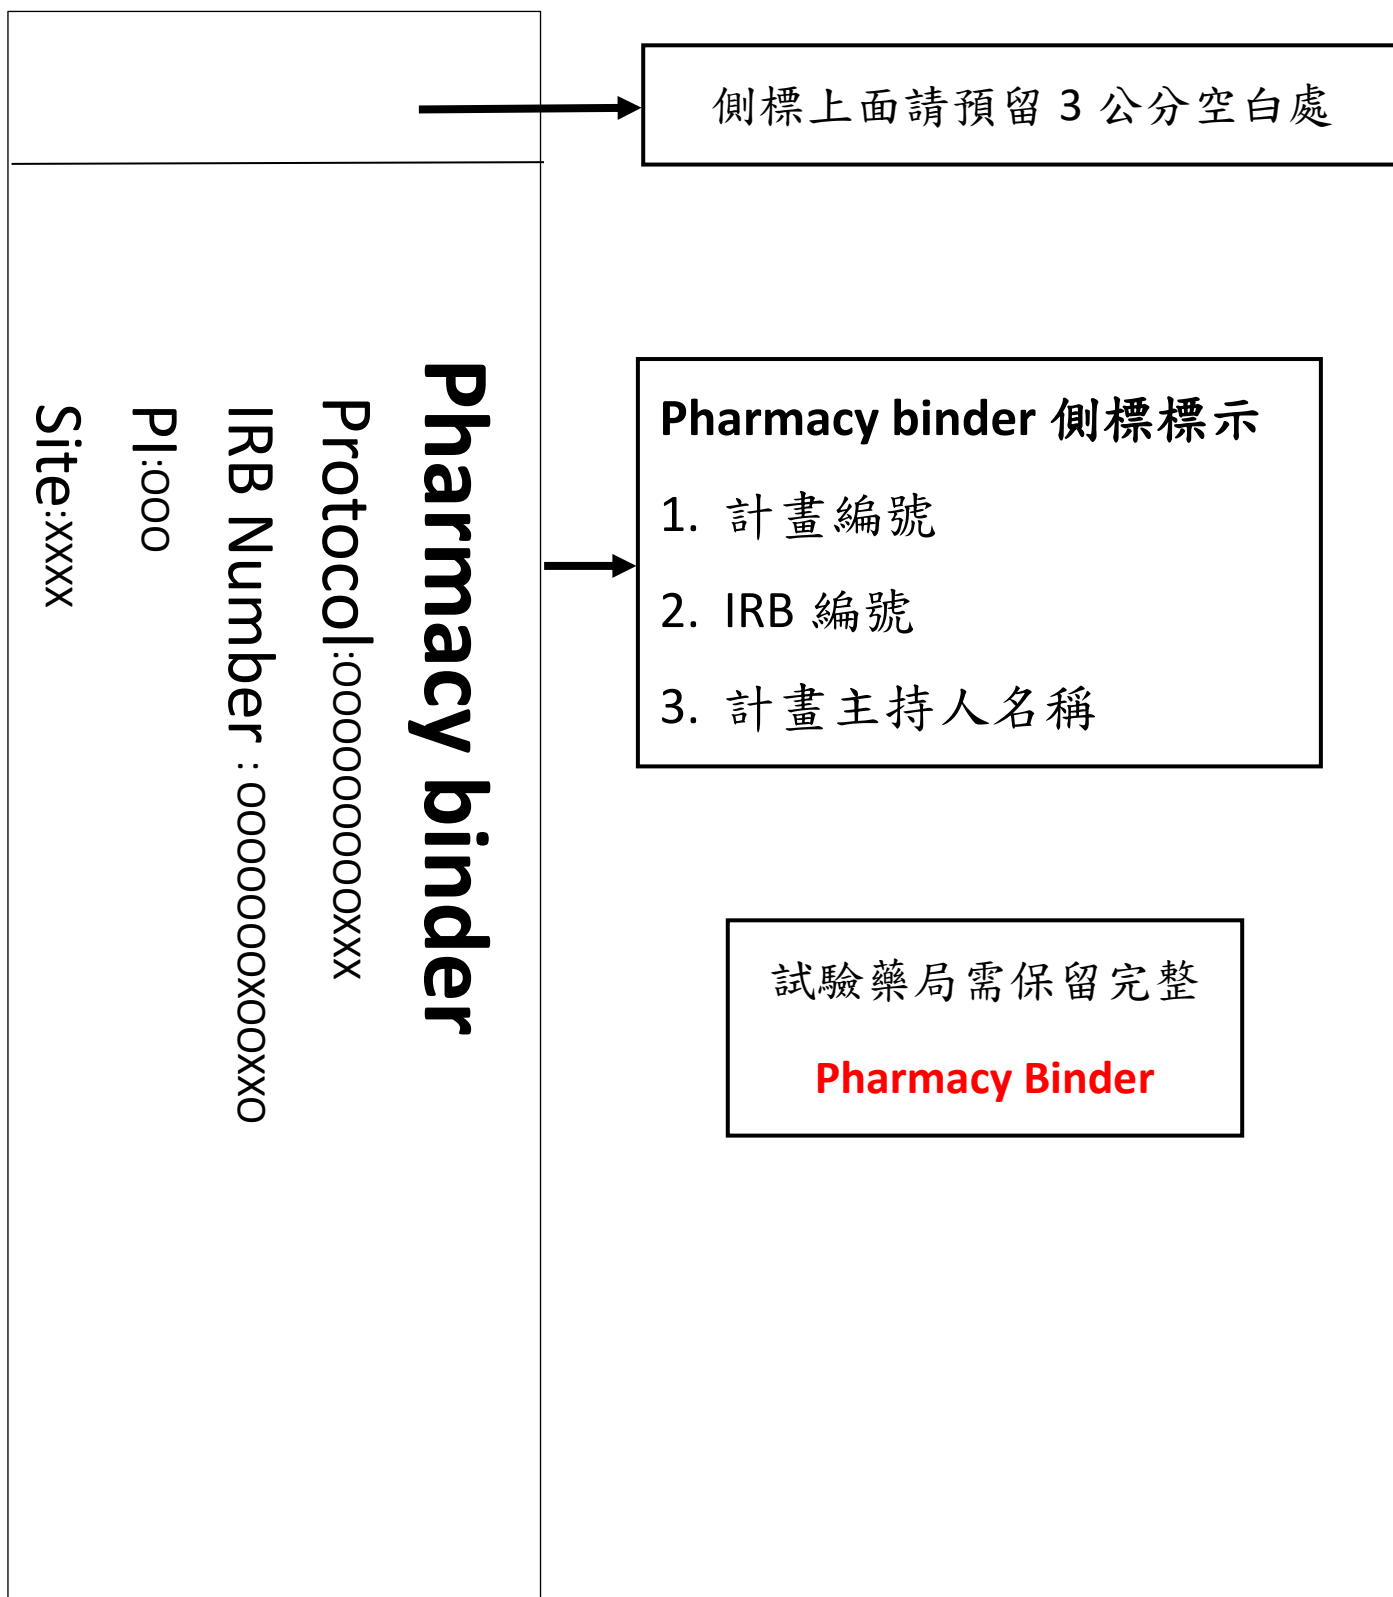 側標上面請預留 3 公分空白處
Pharmacy binder
Protocol:OOOOOOOOOOXXX
IRB Number : OOOOOOOOXOOXXO
PI:OOO
Site:XXXX
Pharmacy binder 側標標示
1. 計畫編號
2. IRB 編號
3. 計畫主持人名稱
試驗藥局需保留完整
Pharmacy Binder